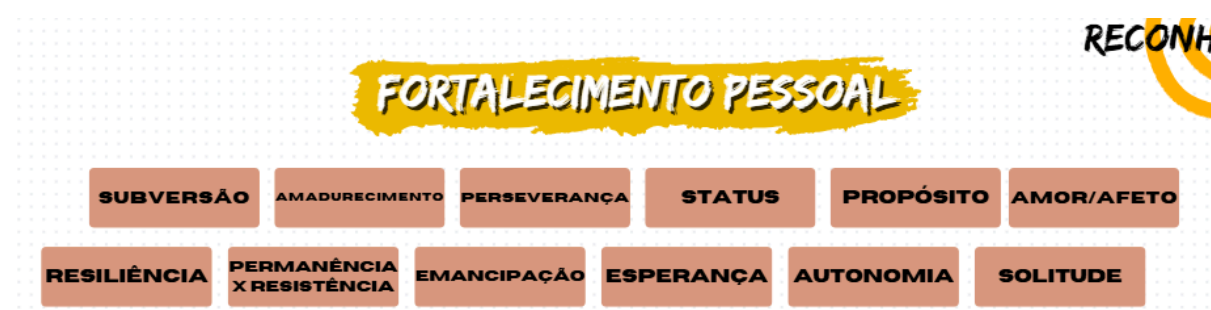 RECONH
FORTALECIMENTO PESSOAL
SUBVERSÃO
AMADURECIMENTO
PERSEVERANÇA
STATUS
PROPÓSITO
AMOR/AFETO
RESILIÊNCIA
PERMANÊNCIA
X RESISTÊNCIA
EMANCIPAÇÃO
ESPERANÇA
AUTONOMIA
SOLITUDE